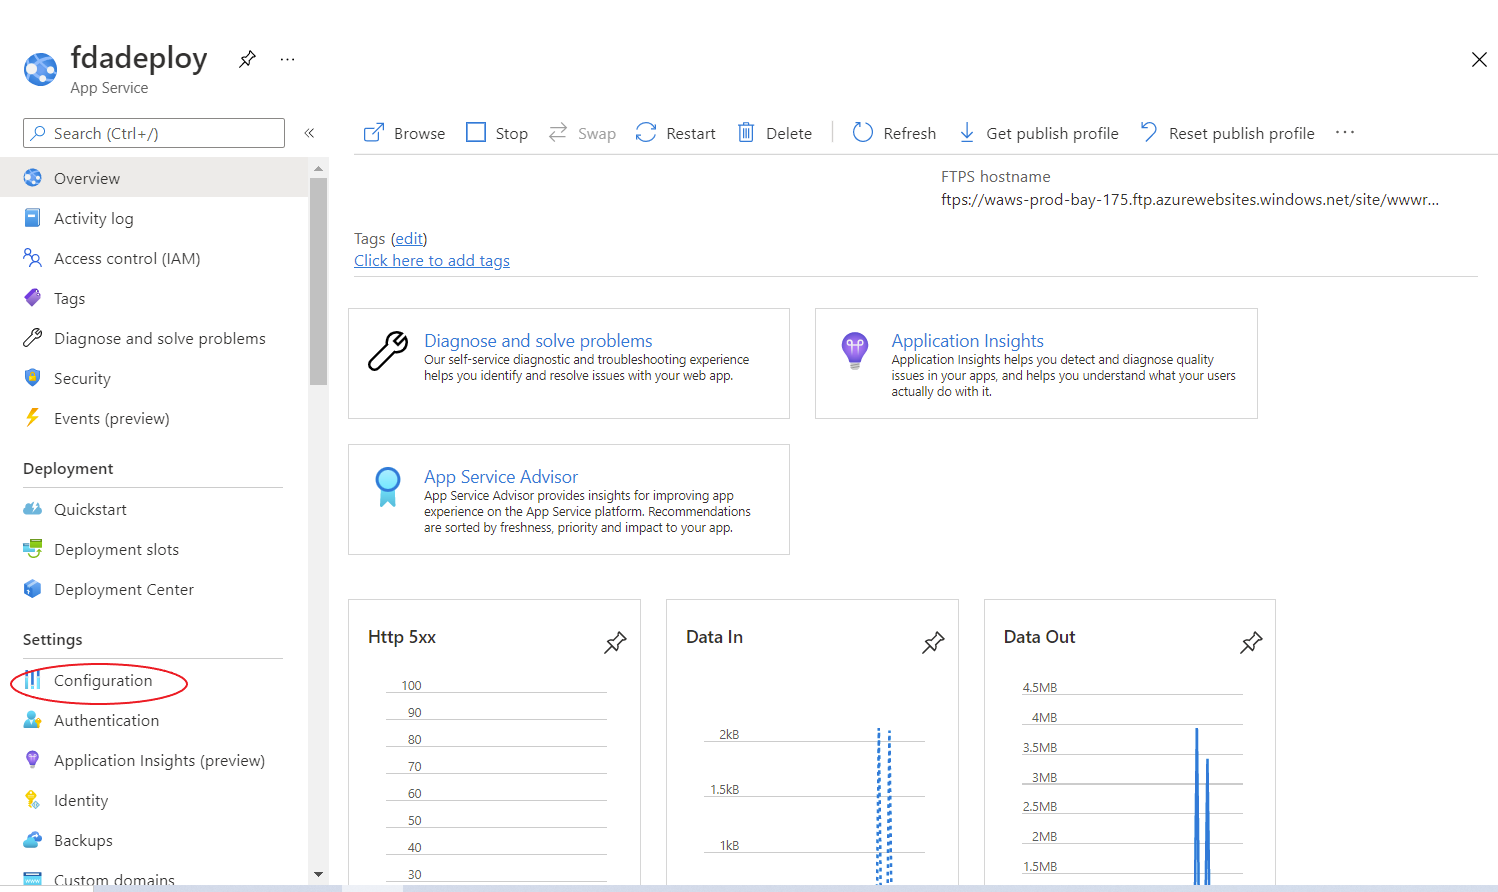 fdadeploy
App Service
Search (Ctrl+/)
Browse
Stop
Swap
Restart
Delete
Refresh
Get publish profile
Reset publish profile
Overview
Activity log
Access control (IAM)
Tags
Diagnose and solve problems
Security
Events (preview)
Deployment
Quickstart
Deployment slots
Deployment Center
Settings
Configuration
Authentication
Application Insights (preview)
Identity
Backups
Custom domains
FTPS hostname
ftps://waws-prod-bay-175.ftp.azurewebsites.windows.net/site/wwwr...
Tags (edit)
Click here to add tags
Diagnose and solve problems
Our self-service diagnostic and troubleshooting experience
helps you identify and resolve issues with your web app.
Application Insights
Application Insights helps you detect and diagnose quality
issues in your apps, and helps you understand what your users
actually do with it.
App Service Advisor
App Service Advisor provides insights for improving app
experience on the App Service platform. Recommendations
are sorted by freshness, priority and impact to your app.
Http 5xx
100
90
80
70
60
50
40
30
Data In
2kB
1.5kB
1kB
Data Out
4.5MB
4MB
3.5MB
3MB
2.5MB
2MB
1.5MB